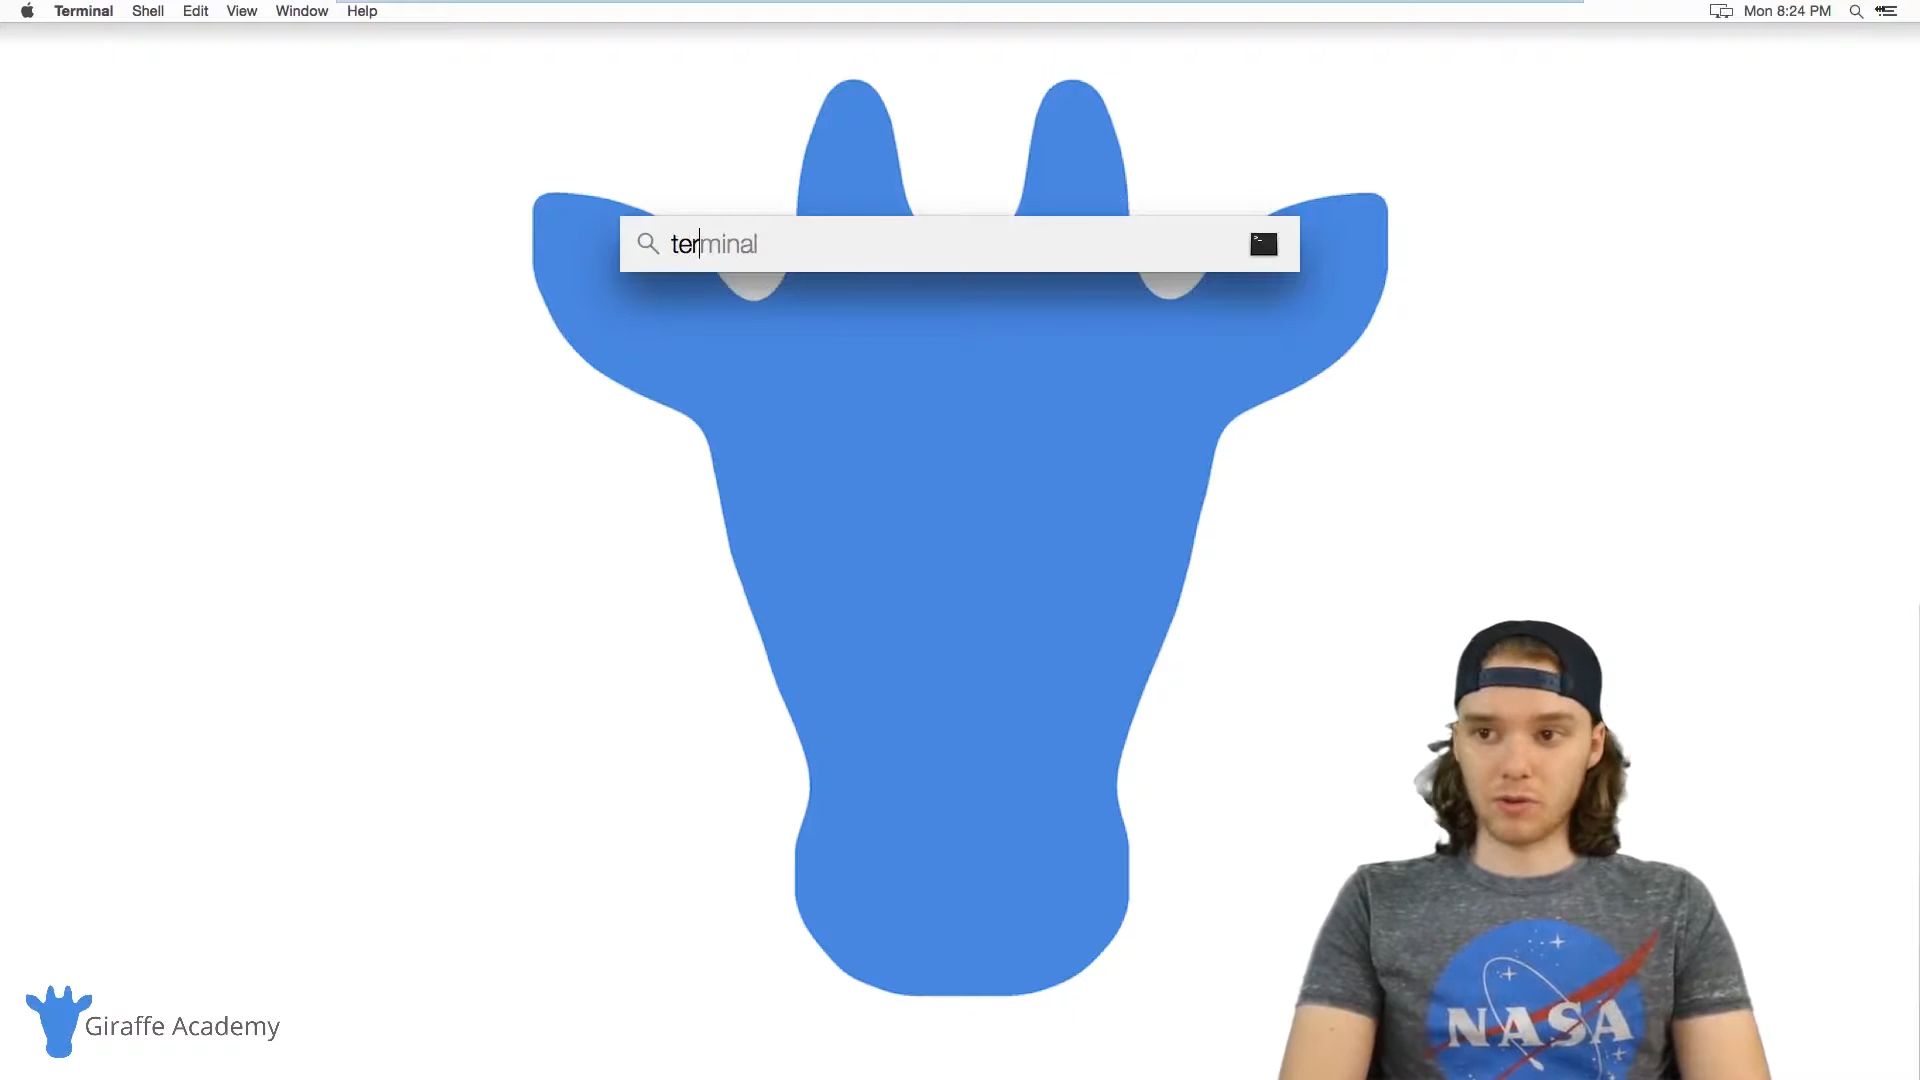 Terminal Shell Edit View Window Help Mon 8:24 PM
terminal
>_
NASA
Giraffe Academy